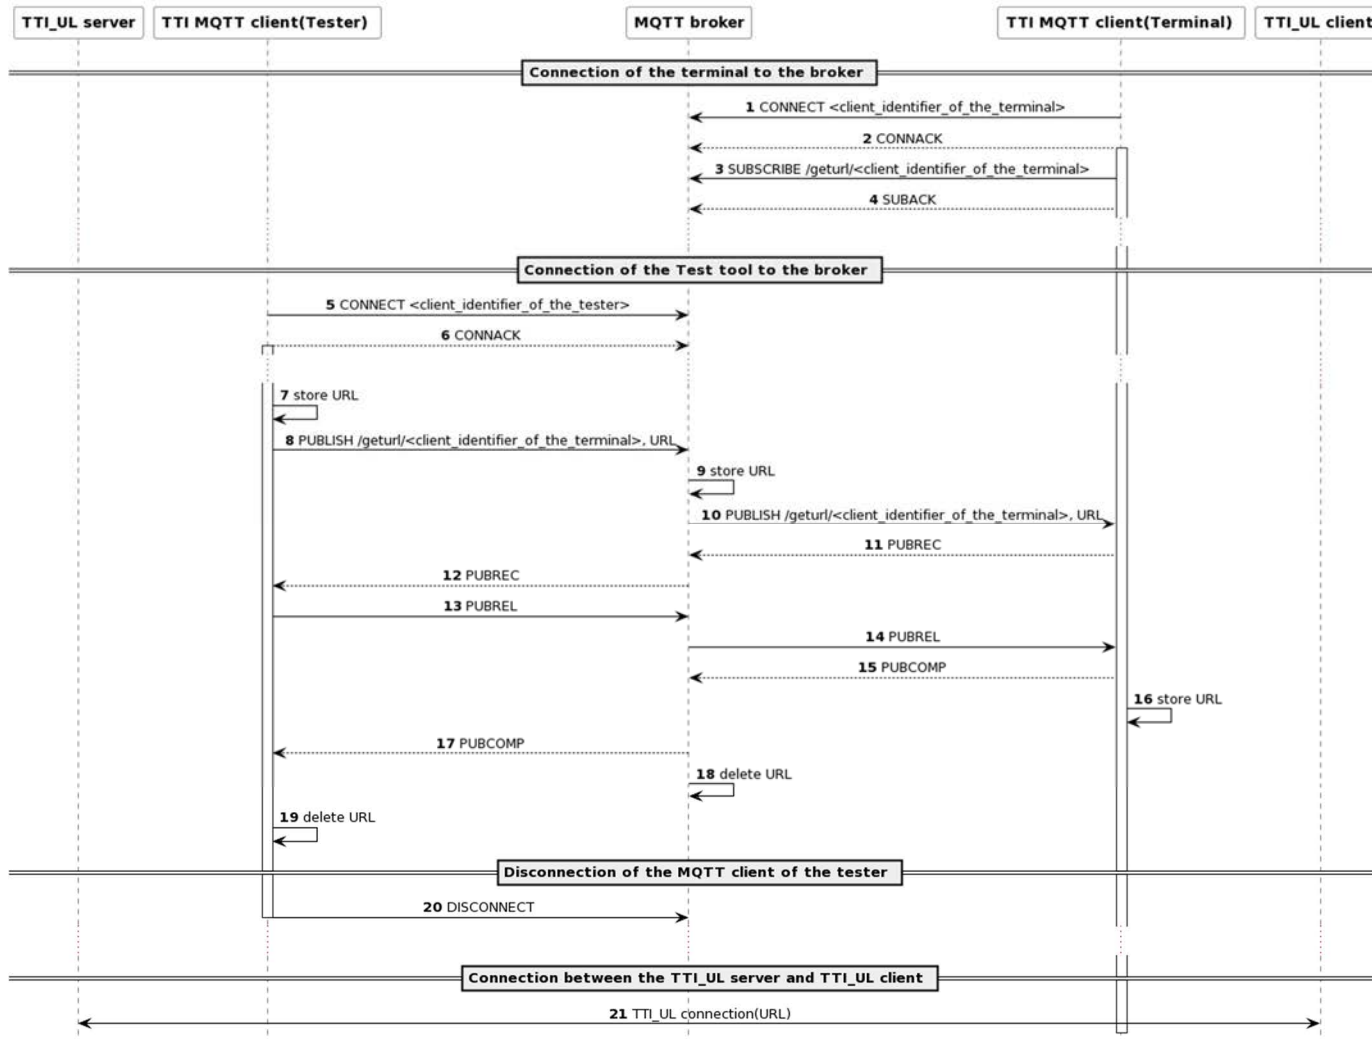 TTI_UL server
TTI MQTT client(Tester)
MQTT broker
TTI MQTT client(Terminal)
TTI_UL client
Connection of the terminal to the broker
1 CONNECT <client_identifier_of_the_terminal>
2 CONNACK
3 SUBSCRIBE /geturl/<client_identifier_of_the_terminal>
4 SUBACK
Connection of the Test tool to the broker
5 CONNECT <client_identifier_of_the_tester>
6 CONNACK
7 store URL
8 PUBLISH /geturl/<client_identifier_of_the_terminal>, URL
9 store URL
10 PUBLISH /geturl/<client_identifier_of_the_terminal>, URL
11 PUBREC
12 PUBREC
13 PUBREL
14 PUBREL
15 PUBCOMP
16 store URL
17 PUBCOMP
18 delete URL
19 delete URL
Disconnection of the MQTT client of the tester
20 DISCONNECT
Connection between the TTI_UL server and TTI_UL client
21 TTI_UL connection(URL)